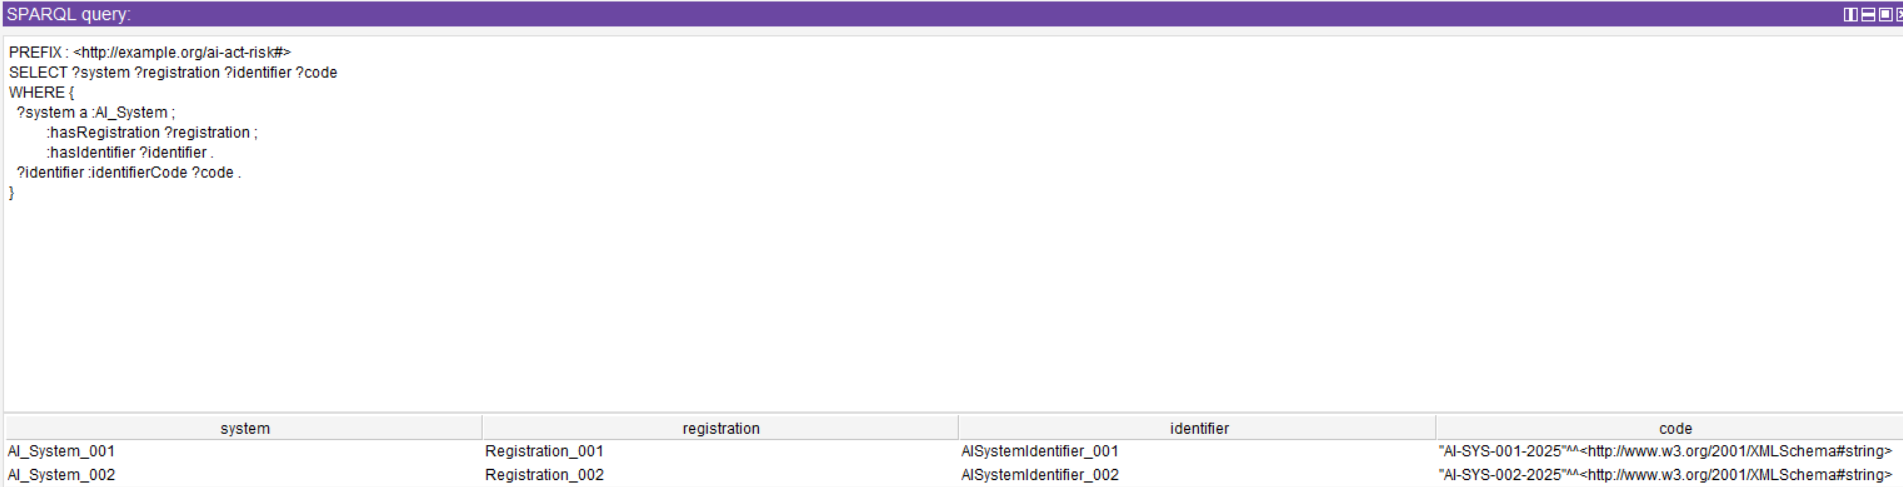 SPARQL query:
PREFIX : <http://example.org/ai-act-risk#>
SELECT ?system ?registration ?identifier ?code
WHERE {
?system a :AI_System ;
:hasRegistration ?registration ;
:hasIdentifier ?identifier .
?identifier :identifierCode ?code .
}
system registration identifier code
AI_System_001 Registration_001 AISystemIdentifier_001 "AI-SYS-001-2025"^^<http://www.w3.org/2001/XMLSchema#string>
AI_System_002 Registration_002 AISystemIdentifier_002 "AI-SYS-002-2025"^^<http://www.w3.org/2001/XMLSchema#string>